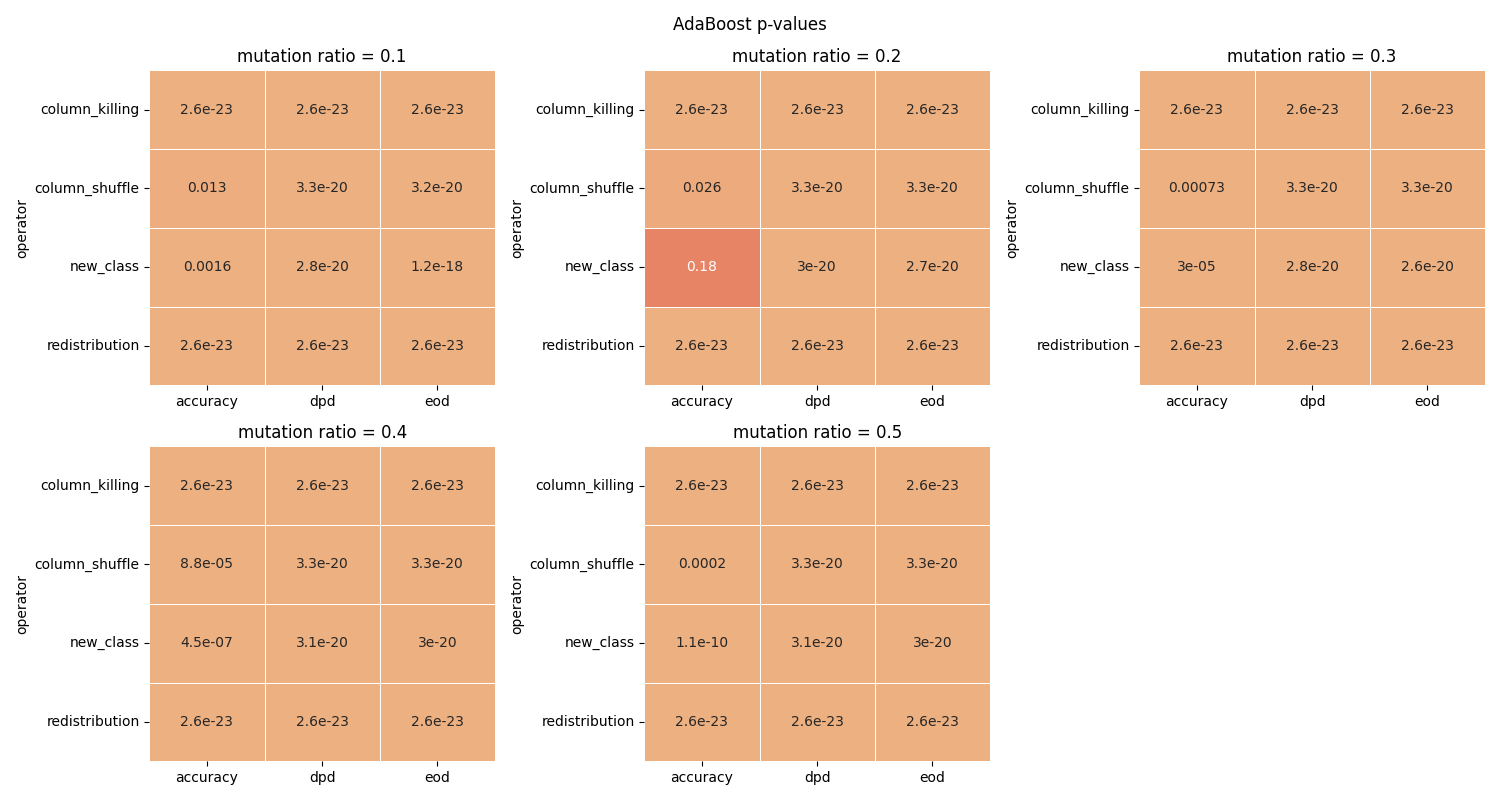 AdaBoost p-values
mutation ratio = 0.1
operator
column_killing 2.6e-23 2.6e-23 2.6e-23
column_shuffle 0.013 3.3e-20 3.2e-20
new_class 0.0016 2.8e-20 1.2e-18
redistribution 2.6e-23 2.6e-23 2.6e-23
accuracy dpd eod
mutation ratio = 0.2
operator
column_killing 2.6e-23 2.6e-23 2.6e-23
column_shuffle 0.026 3.3e-20 3.3e-20
new_class 0.18 3e-20 2.7e-20
redistribution 2.6e-23 2.6e-23 2.6e-23
accuracy dpd eod
mutation ratio = 0.3
operator
column_killing 2.6e-23 2.6e-23 2.6e-23
column_shuffle 0.00073 3.3e-20 3.3e-20
new_class 3e-05 2.8e-20 2.6e-20
redistribution 2.6e-23 2.6e-23 2.6e-23
accuracy dpd eod
mutation ratio = 0.4
operator
column_killing 2.6e-23 2.6e-23 2.6e-23
column_shuffle 8.8e-05 3.3e-20 3.3e-20
new_class 4.5e-07 3.1e-20 3e-20
redistribution 2.6e-23 2.6e-23 2.6e-23
accuracy dpd eod
mutation ratio = 0.5
operator
column_killing 2.6e-23 2.6e-23 2.6e-23
column_shuffle 0.0002 3.3e-20 3.3e-20
new_class 1.1e-10 3.1e-20 3e-20
redistribution 2.6e-23 2.6e-23 2.6e-23
accuracy dpd eod